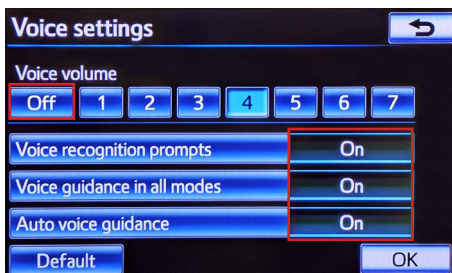 Voice settings
Voice volume
Off 1 2 3 4 5 6 7
Voice recognition prompts On
Voice guidance in all modes On
Auto voice guidance On
Default OK